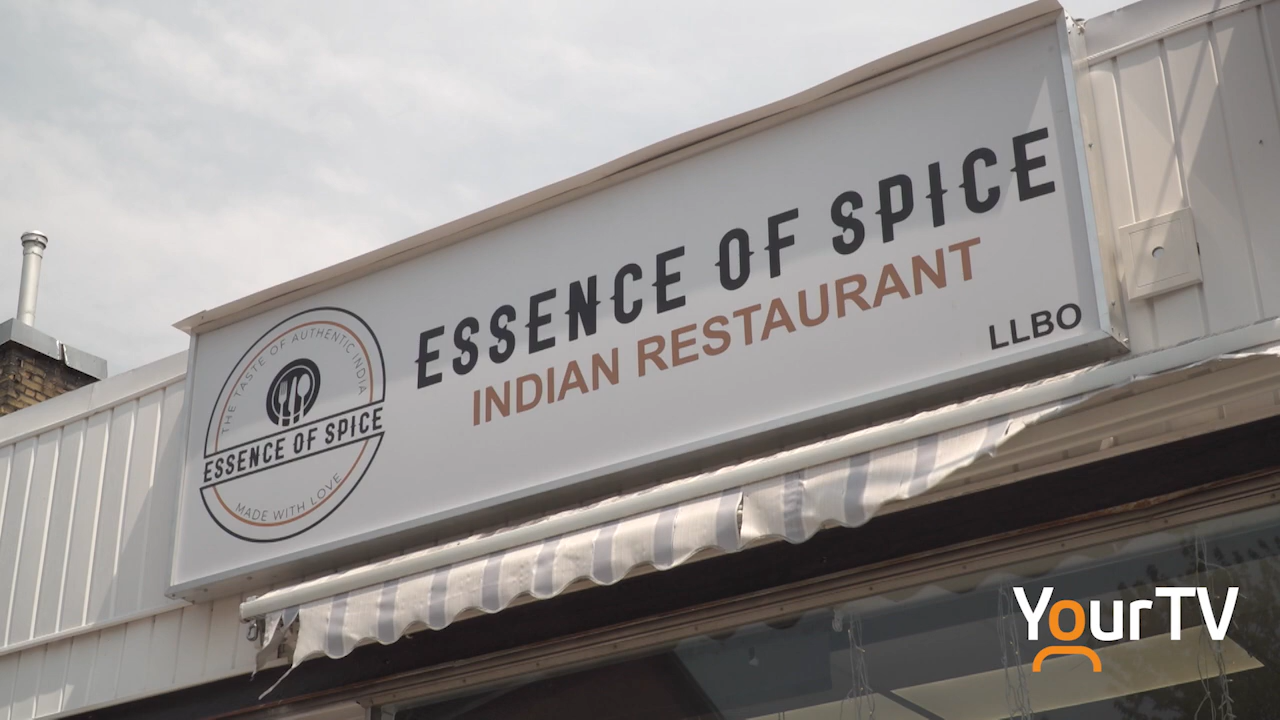 THE TASTE OF AUTHENTIC INDIA
ESSENCE OF SPICE
MADE WITH LOVE
ESSENCE OF SPICE
INDIAN RESTAURANT
LLBO
YourTV